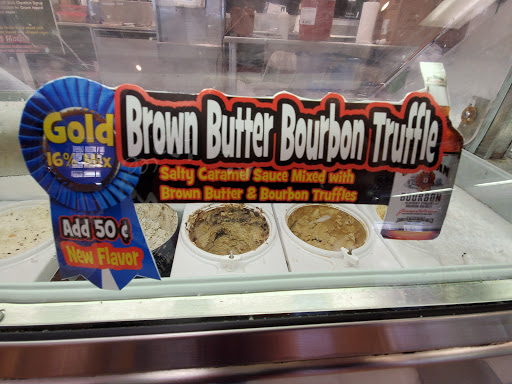 Gold
16% Mix
Add 50¢
New Flavor
Brown Butter Bourbon Truffle
Salty Caramel Sauce Mixed with
Brown Butter & Bourbon Truffles
BOURBON